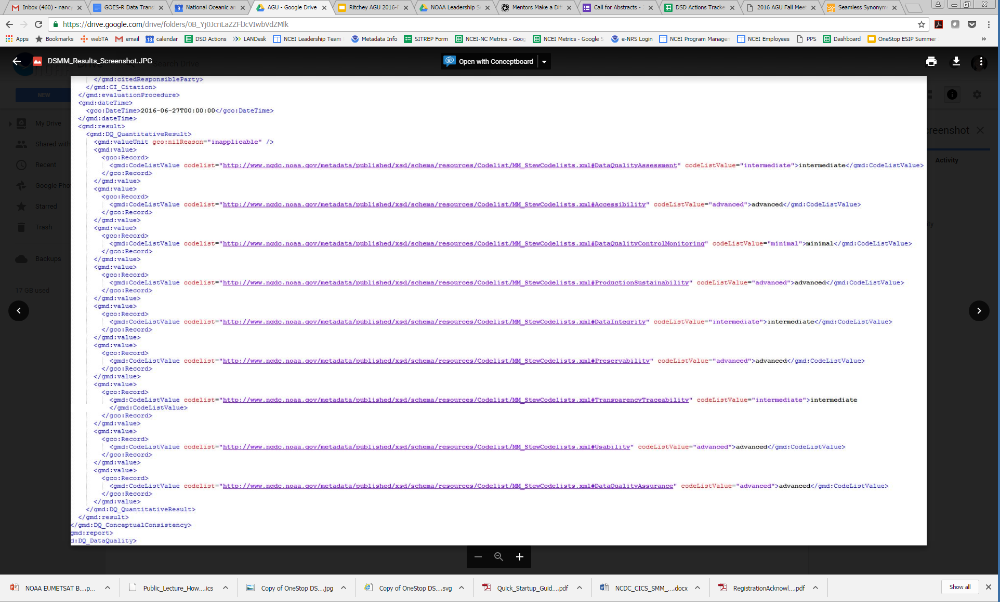 Inbox (460) - nancy
GOES-R Data Trans
National Oceanic an
AGU - Google Drive
Ritchey AGU 2016-F
NOAA Leadership Se
Mentors Make a Diff
Call for Abstracts -
DSD Actions Tracke
2016 AGU Fall Meet
Seamless Synonym
https://drive.google.com/drive/folders/0B_Yj0JcriLaZZFlJcVIwbVdZMlk
Apps
Bookmarks
webTA
email
calendar
DSD Actions
LANDesk
NCEI Leadership Team
Metadata Info
SITREP Form
NCEI-NC Metrics - Goog
NCEI Metrics - Google S
e-NRS Login
NCEI Program Manager
NCEI Employees
PPS
Dashboard
OneStop ESIP Summer
»
DSMM_Results_Screenshot.JPG
Drive
Search Drive
Open with Conceptboard
NEW
My Drive
Shared with
Recent
Google Pho
Starred
Trash
Backups
17 GB used
creenshot
Activity
ity
</gmd:citedResponsibleParty>
</gmd:CI_Citation>
</gmd:evaluationProcedure>
<gmd:dateTime>
<gco:DateTime>2016-06-27T00:00:00</gco:DateTime>
</gmd:dateTime>
<gmd:result>
<gmd:DQ_QuantitativeResult>
<gmd:valueUnit gco:nilReason="inapplicable" />
<gmd:value>
<gco:Record>
<gmd:CodeListValue codelist="http://www.ngdc.noaa.gov/metadata/published/xsd/schema/resources/Codelist/MM_StewCodelists.xml#DataQualityAssessment" codeListValue="intermediate">intermediate</gmd:CodeListValue>
</gco:Record>
</gmd:value>
<gmd:value>
<gco:Record>
<gmd:CodeListValue codelist="http://www.ngdc.noaa.gov/metadata/published/xsd/schema/resources/Codelist/MM_StewCodelists.xml#Accessibility" codeListValue="advanced">advanced</gmd:CodeListValue>
</gco:Record>
</gmd:value>
<gmd:value>
<gco:Record>
<gmd:CodeListValue codelist="http://www.ngdc.noaa.gov/metadata/published/xsd/schema/resources/Codelist/MM_StewCodelists.xml#DataQualityControlMonitoring" codeListValue="minimal">minimal</gmd:CodeListValue>
</gco:Record>
</gmd:value>
<gmd:value>
<gco:Record>
<gmd:CodeListValue codelist="http://www.ngdc.noaa.gov/metadata/published/xsd/schema/resources/Codelist/MM_StewCodelists.xml#ProductionSustainability" codeListValue="advanced">advanced</gmd:CodeListValue>
</gco:Record>
</gmd:value>
<gmd:value>
<gco:Record>
<gmd:CodeListValue codelist="http://www.ngdc.noaa.gov/metadata/published/xsd/schema/resources/Codelist/MM_StewCodelists.xml#DataIntegrity" codeListValue="intermediate">intermediate</gmd:CodeListValue>
</gco:Record>
</gmd:value>
<gmd:value>
<gco:Record>
<gmd:CodeListValue codelist="http://www.ngdc.noaa.gov/metadata/published/xsd/schema/resources/Codelist/MM_StewCodelists.xml#Preservability" codeListValue="advanced">advanced</gmd:CodeListValue>
</gco:Record>
</gmd:value>
<gmd:value>
<gco:Record>
<gmd:CodeListValue codelist="http://www.ngdc.noaa.gov/metadata/published/xsd/schema/resources/Codelist/MM_StewCodelists.xml#TransparencyTraceability" codeListValue="intermediate">intermediate
</gmd:CodeListValue>
</gco:Record>
</gmd:value>
<gmd:value>
<gco:Record>
<gmd:CodeListValue codelist="http://www.ngdc.noaa.gov/metadata/published/xsd/schema/resources/Codelist/MM_StewCodelists.xml#Usability" codeListValue="advanced">advanced</gmd:CodeListValue>
</gco:Record>
</gmd:value>
<gmd:value>
<gco:Record>
<gmd:CodeListValue codelist="http://www.ngdc.noaa.gov/metadata/published/xsd/schema/resources/Codelist/MM_StewCodelists.xml#DataQualityAssurance" codeListValue="advanced">advanced</gmd:CodeListValue>
</gco:Record>
</gmd:value>
</gmd:DQ_QuantitativeResult>
</gmd:result>
</gmd:DQ_ConceptualConsistency>
gmd:report>
d:DQ_DataQuality>
NOAA EUMETSAT B....p...
Public_Lecture_How....ics
Copy of OneStop DS....jpg
Copy of OneStop DS....svg
Quick_Startup_Guid....pdf
NCDC_CICS_SMM_....docx
RegistrationAcknowl....pdf
Show all